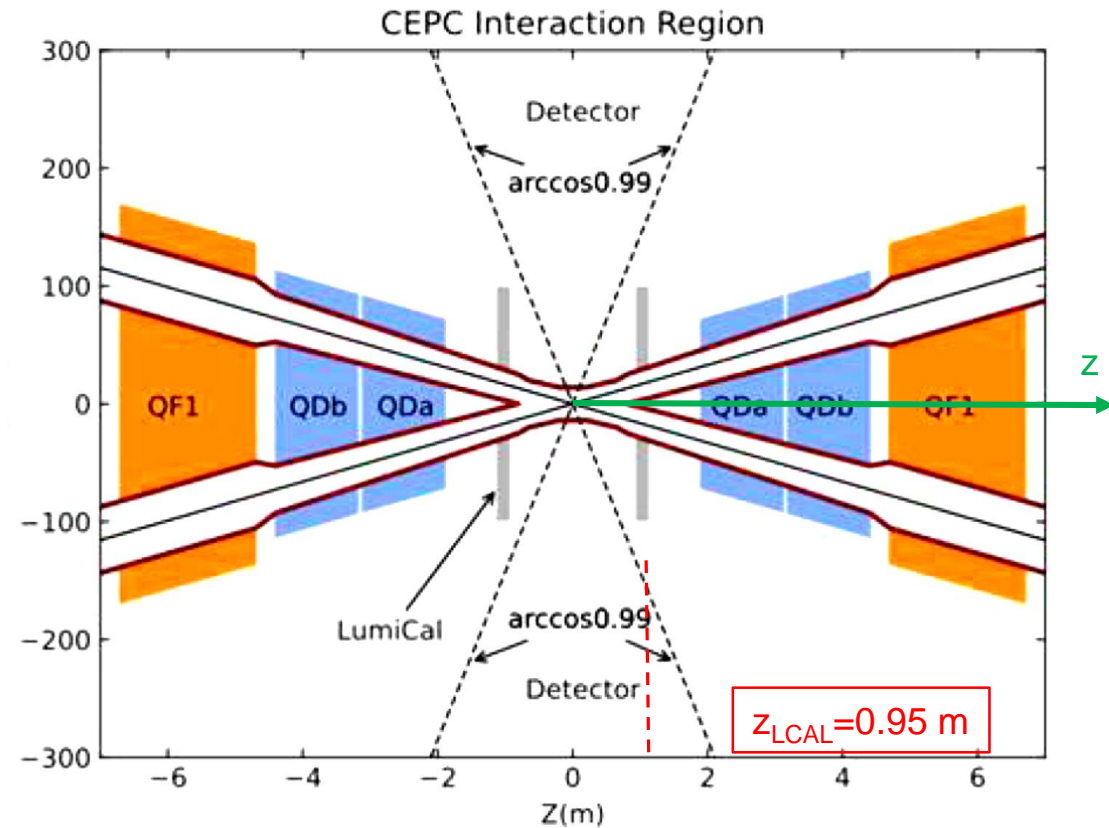 CEPC Interaction Region
300
200
100
0
−100
−200
−300
Detector
arccos0.99
QF1
QDb
QDa
QDa
QDb
QF1
Z
LumiCal
arccos0.99
Detector
z_LCAL=0.95 m
−6
−4
−2
0
2
4
6
Z(m)